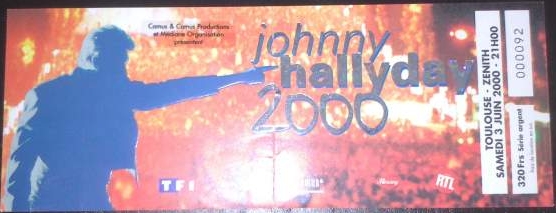 Camus & Camus Productions
et Médiane Organisation
présentent
johnny
hallyday
2000
TF1
RTL
TOULOUSE - ZENITH
SAMEDI 3 JUIN 2000 - 21H00
000092
320 Frs Série argent